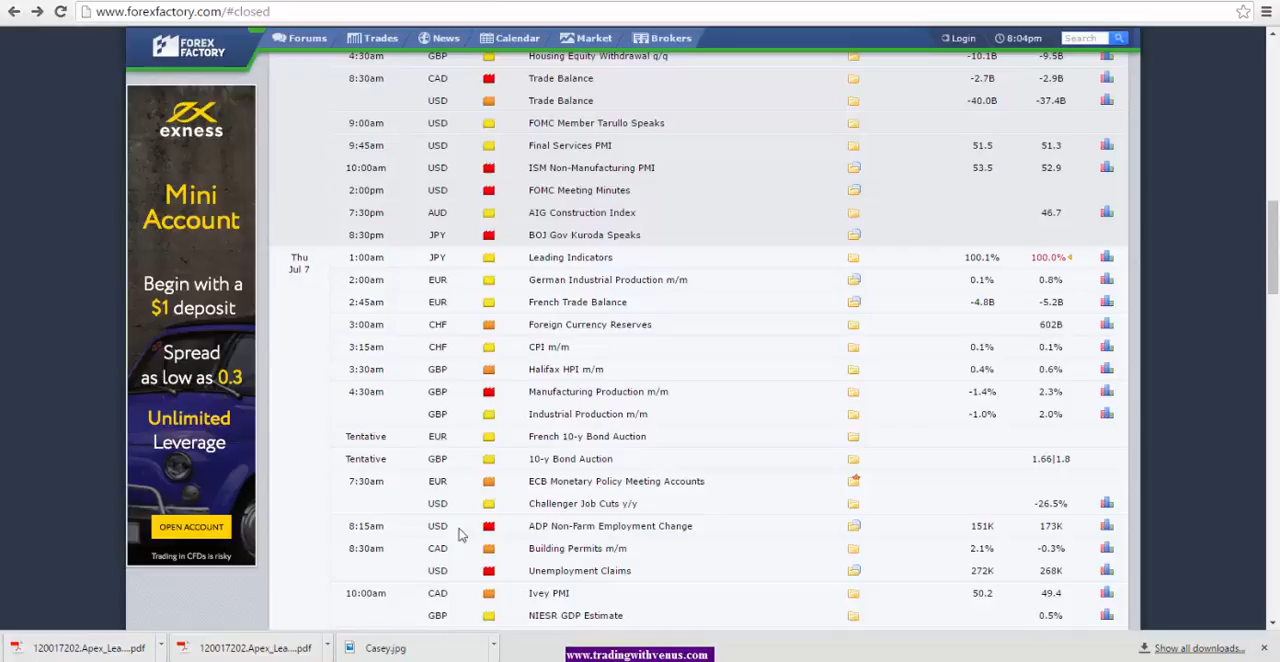 www.forexfactory.com/#closed
FOREX FACTORY Forums Trades News Calendar Market Brokers Login 8:04pm Search
4:30am GBP Housing Equity Withdrawal q/q -10.1B -9.5B
8:30am CAD Trade Balance -2.7B -2.9B
USD Trade Balance -40.0B -37.4B
9:00am USD FOMC Member Tarullo Speaks
9:45am USD Final Services PMI 51.5 51.3
10:00am USD ISM Non-Manufacturing PMI 53.5 52.9
2:00pm USD FOMC Meeting Minutes
7:30pm AUD AIG Construction Index 46.7
8:30pm JPY BOJ Gov Kuroda Speaks
Thu Jul 7 1:00am JPY Leading Indicators 100.1% 100.0%
2:00am EUR German Industrial Production m/m 0.1% 0.8%
2:45am EUR French Trade Balance -4.8B -5.2B
3:00am CHF Foreign Currency Reserves 602B
3:15am CHF CPI m/m 0.1% 0.1%
3:30am GBP Halifax HPI m/m 0.4% 0.6%
4:30am GBP Manufacturing Production m/m -1.4% 2.3%
GBP Industrial Production m/m -1.0% 2.0%
Tentative EUR French 10-y Bond Auction
Tentative GBP 10-y Bond Auction 1.66|1.8
7:30am EUR ECB Monetary Policy Meeting Accounts
USD Challenger Job Cuts y/y -26.5%
8:15am USD ADP Non-Farm Employment Change 151K 173K
8:30am CAD Building Permits m/m 2.1% -0.3%
USD Unemployment Claims 272K 268K
10:00am CAD Ivey PMI 50.2 49.4
GBP NIESR GDP Estimate 0.5%
exness
Mini
Account
Begin with a
$1 deposit
Spread
as low as 0.3
Unlimited
Leverage
OPEN ACCOUNT
Trading in CFDs is risky
120017202.Apex_Lea....pdf 120017202.Apex_Lea....pdf Casey.jpg Show all downloads...
www.tradingwithvenus.com